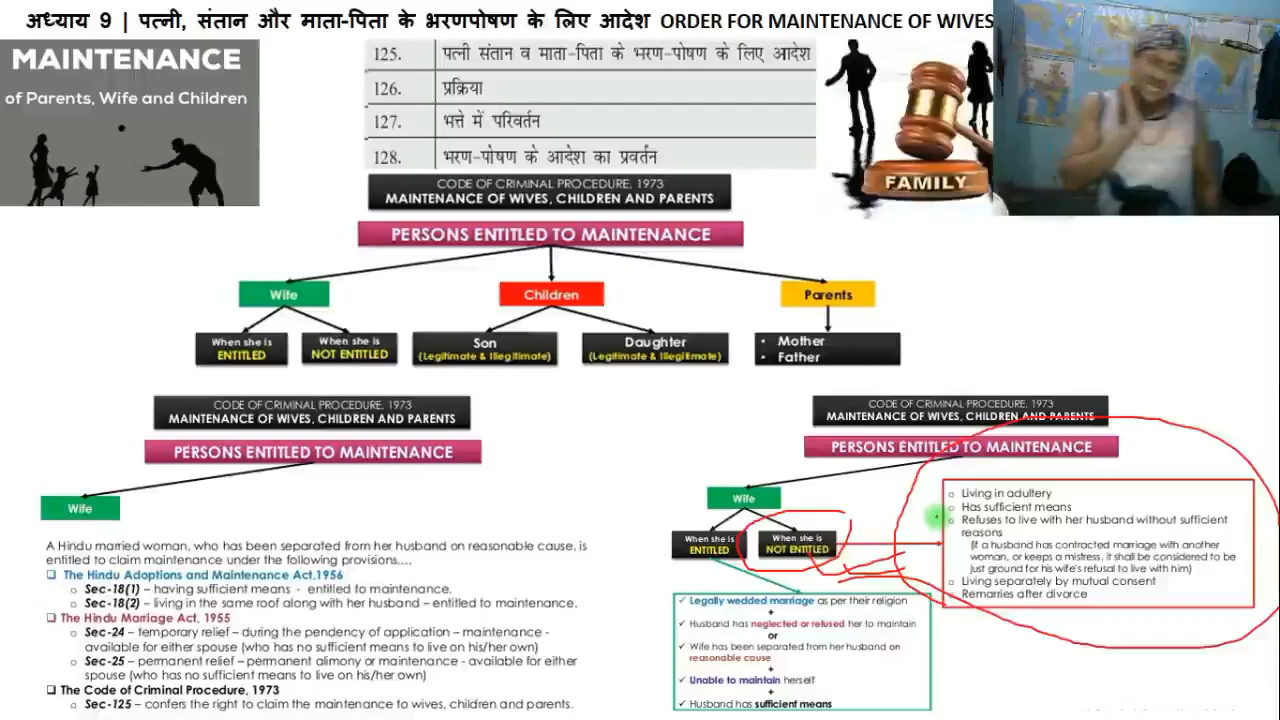 अध्याय 9 | पत्नी, संतान और माता-पिता के भरणपोषण के लिए आदेश ORDER FOR MAINTENANCE OF WIVES
MAINTENANCE
of Parents, Wife and Children
125. पत्नी संतान व माता-पिता के भरण-पोषण के लिए आदेश
126. प्रक्रिया
127. भत्ते में परिवर्तन
128. भरण-पोषण के आदेश का प्रवर्तन
FAMILY
CODE OF CRIMINAL PROCEDURE, 1973
MAINTENANCE OF WIVES, CHILDREN AND PARENTS
PERSONS ENTITLED TO MAINTENANCE
Wife
Children
Parents
When she is
ENTITLED
When she is
NOT ENTITLED
Son
(Legitimate & Illegitimate)
Daughter
(Legitimate & Illegitimate)
• Mother
• Father
CODE OF CRIMINAL PROCEDURE, 1973
MAINTENANCE OF WIVES, CHILDREN AND PARENTS
PERSONS ENTITLED TO MAINTENANCE
Wife
A Hindu married woman, who has been separated from her husband on reasonable cause, is
entitled to claim maintenance under the following provisions....
❑ The Hindu Adoptions and Maintenance Act,1956
o Sec-18(1) – having sufficient means - entitled to maintenance.
o Sec-18(2) – living in the same roof along with her husband – entitled to maintenance.
❑ The Hindu Marriage Act, 1955
o Sec-24 – temporary relief – during the pendency of application – maintenance -
available for either spouse (who has no sufficient means to live on his/her own)
o Sec-25 – permanent relief – permanent alimony or maintenance - available for either
spouse (who has no sufficient means to live on his/her own)
❑ The Code of Criminal Procedure, 1973
o Sec-125 – confers the right to claim the maintenance to wives, children and parents.
CODE OF CRIMINAL PROCEDURE, 1973
MAINTENANCE OF WIVES, CHILDREN AND PARENTS
PERSONS ENTITLED TO MAINTENANCE
Wife
When she is
ENTITLED
When she is
NOT ENTITLED
o Living in adultery
o Has sufficient means
o Refuses to live with her husband without sufficient
reasons
(if a husband has contracted marriage with another
woman, or keeps a mistress, it shall be considered to be
just ground for his wife's refusal to live with him)
o Living separately by mutual consent
o Remarries after divorce
✓ Legally wedded marriage as per their religion
+
✓ Husband has neglected or refused her to maintain
or
✓ Wife has been separated from her husband on
reasonable cause
+
✓ Unable to maintain herself
+
✓ Husband has sufficient means